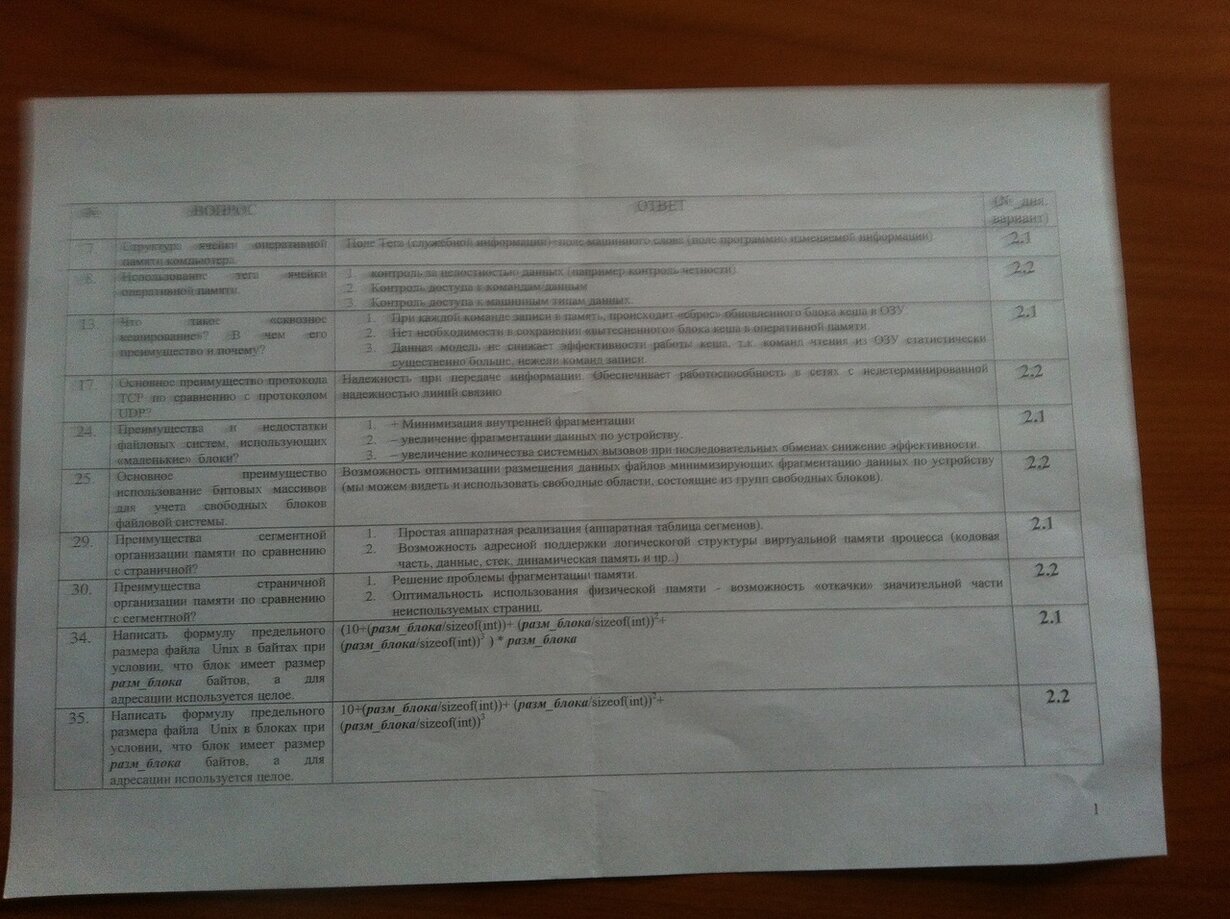 № ВОПРОС ОТВЕТ (№_дня.
вариант)
7. Структура ячейки оперативной Поле Тега (служебной информации)+поле машинного слова (поле программно изменяемой информации) 2.1
памяти компьютера.
8. Использование тега ячейки 1. контроль за целостностью данных (например контроль четности) 2.2
оперативной памяти. 2. Контроль доступа к командам/данным
3. Контроль доступа к машинным типам данных.
13. Что такое «сквозное 1. При каждой команде записи в память, происходит «сброс» обновленного блока кеша в ОЗУ. 2.1
кеширование»? В чем его 2. Нет необходимости в сохранения «вытесненного» блока кеша в оперативной памяти
преимущество и почему? 3. Данная модель не снижает эффективности работы кеша, т.к. команд чтения из ОЗУ статистически
существенно больше, нежели команд записи.
17. Основное преимущество протокола Надежность при передаче информации. Обеспечивает работоспособность в сетях с недетерминированной 2.2
TCP по сравнению с протоколом надежностью линий связию
UDP?
24. Преимущества и недостатки 1. + Минимизация внутренней фрагментации 2.1
файловых систем, использующих 2. – увеличение фрагментации данных по устройству.
«маленькие» блоки? 3. – увеличение количества системных вызовов при последовательных обменах снижение эффективности.
25. Основное преимущество Возможность оптимизации размещения данных файлов минимизирующих фрагментацию данных по устройству 2.2
использование битовых массивов (мы можем видеть и использовать свободные области, состоящие из групп свободных блоков).
для учета свободных блоков
файловой системы.
29. Преимущества сегментной 1. Простая аппаратная реализация (аппаратная таблица сегменов). 2.1
организации памяти по сравнению 2. Возможность адресной поддержки логическогой структуры виртуальной памяти процесса (кодовая
с страничной? часть, данные, стек, динамическая память и пр..)
30. Преимущества страничной 1. Решение проблемы фрагментации памяти. 2.2
организации памяти по сравнению 2. Оптимальность использования физической памяти - возможность «откачки» значительной части
с сегментной? неиспользуемых страниц.
34. Написать формулу предельного (10+(разм_блока/sizeof(int))+ (разм_блока/sizeof(int))²+ 2.1
размера файла Unix в байтах при (разм_блока/sizeof(int))³ ) * разм_блока
условии, что блок имеет размер
разм_блока байтов, а для
адресации используется целое.
35. Написать формулу предельного 10+(разм_блока/sizeof(int))+ (разм_блока/sizeof(int))²+ 2.2
размера файла Unix в блоках при (разм_блока/sizeof(int))³
условии, что блок имеет размер
разм_блока байтов, а для
адресации используется целое.
1